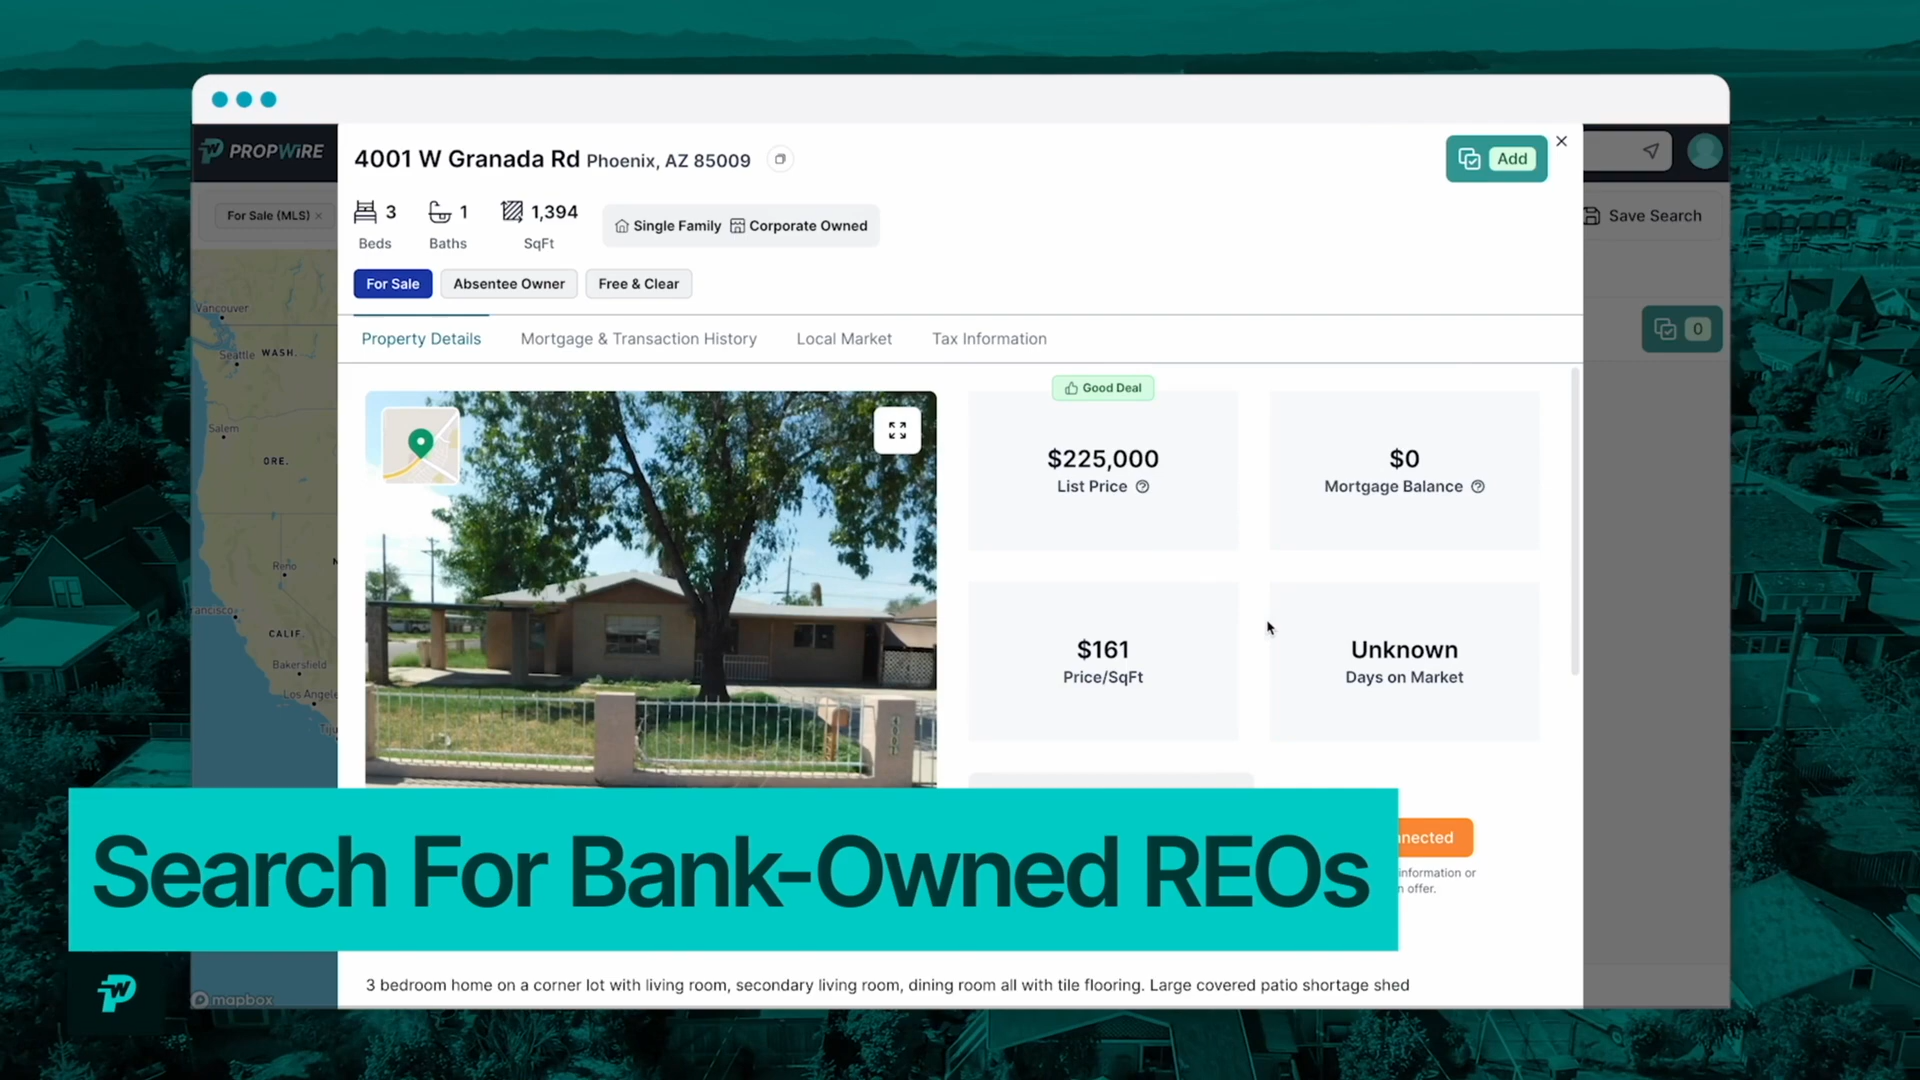 PROPWIRE
4001 W Granada Rd Phoenix, AZ 85009
Add
For Sale (MLS)
Save Search
3
Beds
1
Baths
1,394
SqFt
Single Family
Corporate Owned
For Sale
Absentee Owner
Free & Clear
0
Property Details
Mortgage & Transaction History
Local Market
Tax Information
Vancouver
Seattle
WASH.
Salem
ORE.
Reno
CALIF.
Bakersfield
Good Deal
$225,000
List Price
$0
Mortgage Balance
$161
Price/SqFt
Unknown
Days on Market
4001
Search For Bank-Owned REOs
information or
offer.
3 bedroom home on a corner lot with living room, secondary living room, dining room all with tile flooring. Large covered patio shortage shed
mapbox